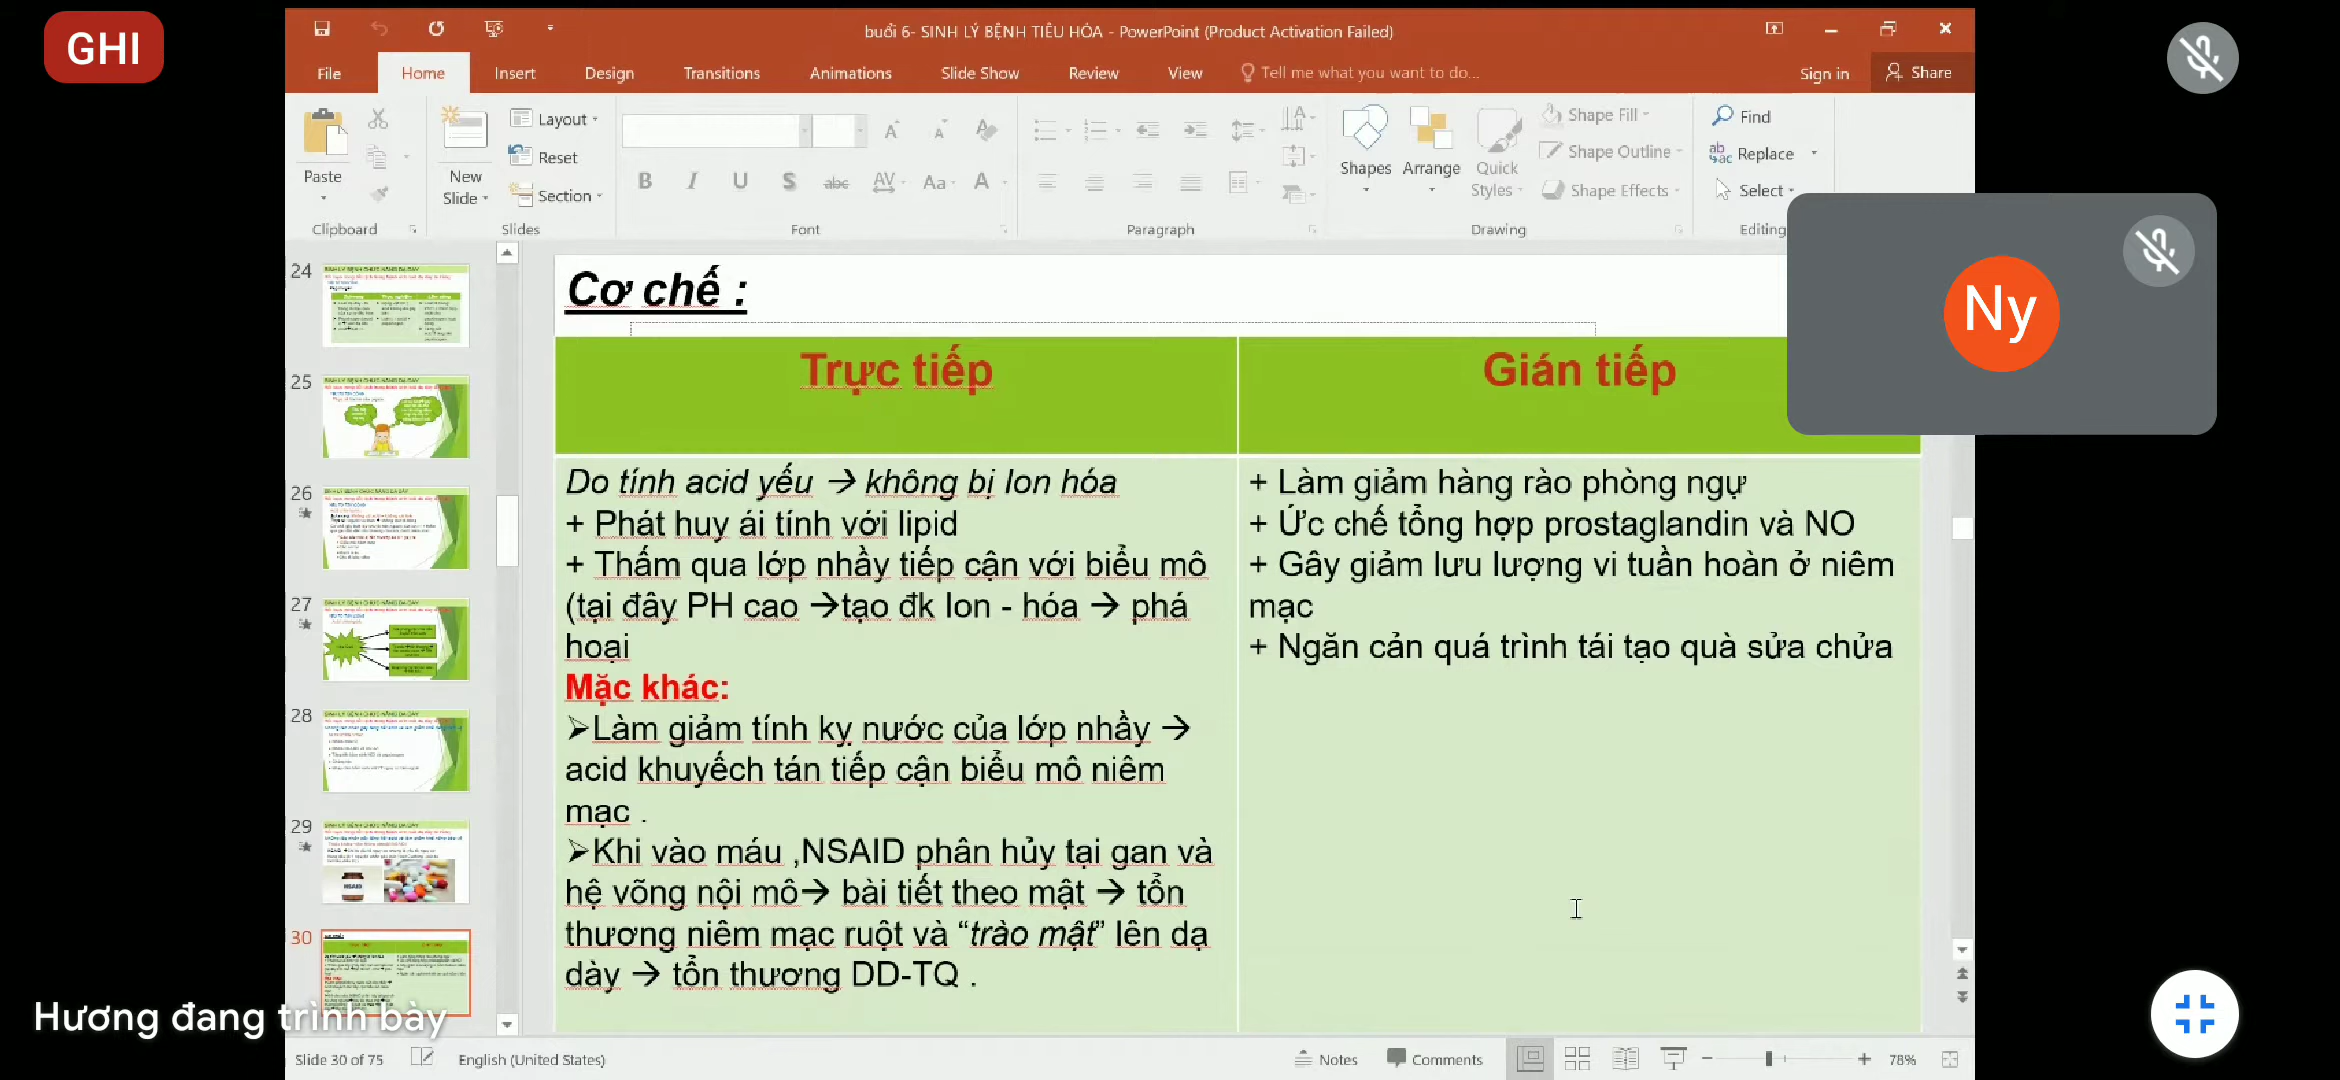 GHI
buổi 6- SINH LÝ BỆNH TIÊU HÓA - PowerPoint (Product Activation Failed)
File Home Insert Design Transitions Animations Slide Show Review View Tell me what you want to do... Sign in Share
Paste
Clipboard
New Slide
Layout
Reset
Section
Slides
B I U S abc AV Aa A
Font
Paragraph
Shapes
Arrange
Quick Styles
Shape Fill
Shape Outline
Shape Effects
Drawing
Find
Replace
Select
Editing
Ny
24
25
26
27
28
29
30
Cơ chế :
Trực tiếp
Do tính acid yếu → không bị Ion hóa
+ Phát huy ái tính với lipid
+ Thấm qua lớp nhầy tiếp cận với biểu mô
(tại đây PH cao →tạo đk Ion - hóa → phá
hoại
Mặc khác:
➢Làm giảm tính kỵ nước của lớp nhầy →
acid khuyếch tán tiếp cận biểu mô niêm
mạc .
➢Khi vào máu ,NSAID phân hủy tại gan và
hệ võng nội mô→ bài tiết theo mật → tổn
thương niêm mạc ruột và “trào mật” lên dạ
dày → tổn thương DD-TQ .
Gián tiếp
+ Làm giảm hàng rào phòng ngự
+ Ức chế tổng hợp prostaglandin và NO
+ Gây giảm lưu lượng vi tuần hoàn ở niêm
mạc
+ Ngăn cản quá trình tái tạo quà sửa chửa
Hương đang trình bày
Slide 30 of 75 English (United States) Notes Comments 78%